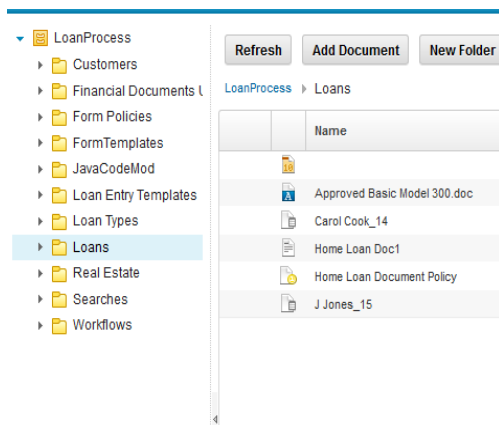 LoanProcess
Customers
Financial Documents U
Form Policies
FormTemplates
JavaCodeMod
Loan Entry Templates
Loan Types
Loans
Real Estate
Searches
Workflows
Refresh Add Document New Folder
LoanProcess Loans
Name
10
Approved Basic Model 300.doc
Carol Cook_14
Home Loan Doc1
Home Loan Document Policy
J Jones_15